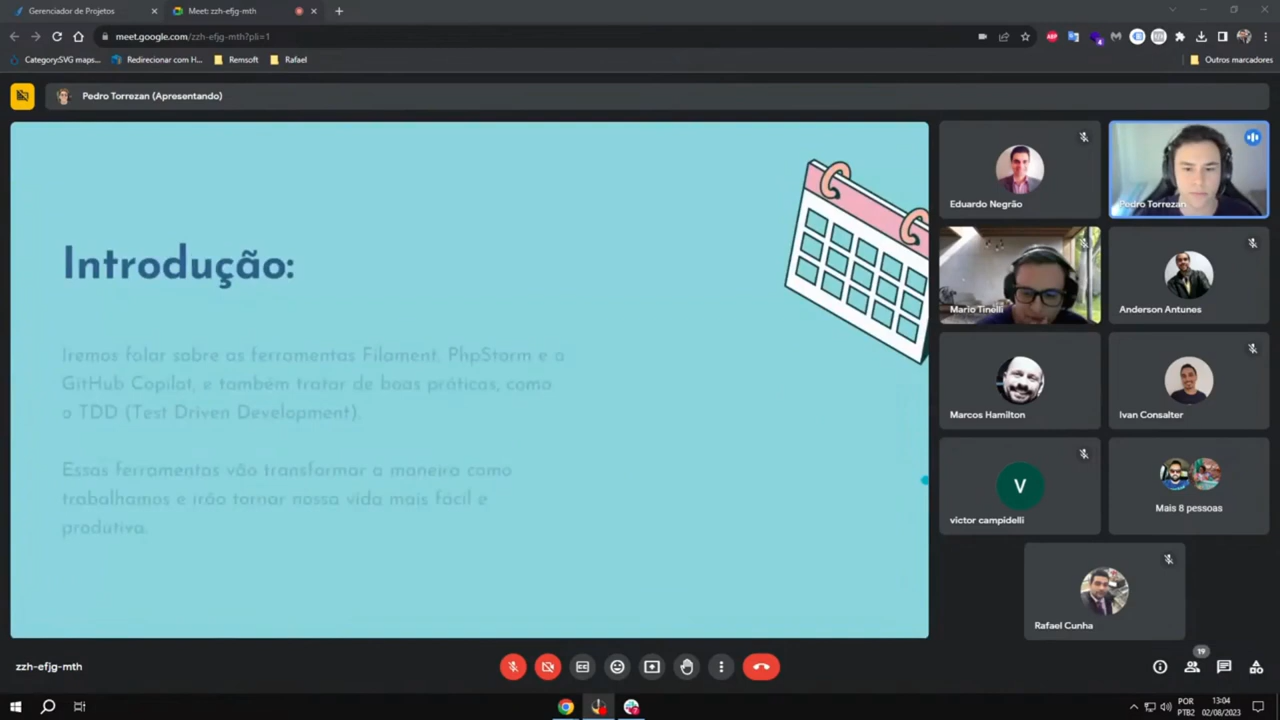 Gerenciador de Projetos
Meet: zzh-efjg-mth
meet.google.com/zzh-efjg-mth?pli=1
Category:SVG maps...
Redirecionar com H...
Remsoft
Rafael
Outros marcadores
Pedro Torrezan (Apresentando)
Introdução:
Iremos falar sobre as ferramentas Filament, PhpStorm e o
GitHub Copilot, e também tratar de boas práticas, como
o TDD (Test Driven Development).
Essas ferramentas vão transformar a maneira como
trabalhamos e irão tornar nossa vida mais fácil e
produtiva.
Eduardo Negrão
Pedro Torrezan
Mario Tinelli
Anderson Antunes
Marcos Hamilton
Ivan Consalter
V
victor campidelli
Mais 8 pessoas
Rafael Cunha
zzh-efjg-mth
19
POR
PTB2
13:04
02/08/2023